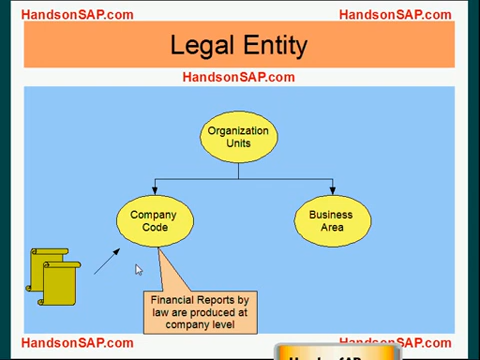 HandsonSAP.com HandsonSAP.com
Legal Entity
HandsonSAP.com
Organization
Units
Company
Code
Business
Area
Financial Reports by
law are produced at
company level
HandsonSAP.com HandsonSAP.com